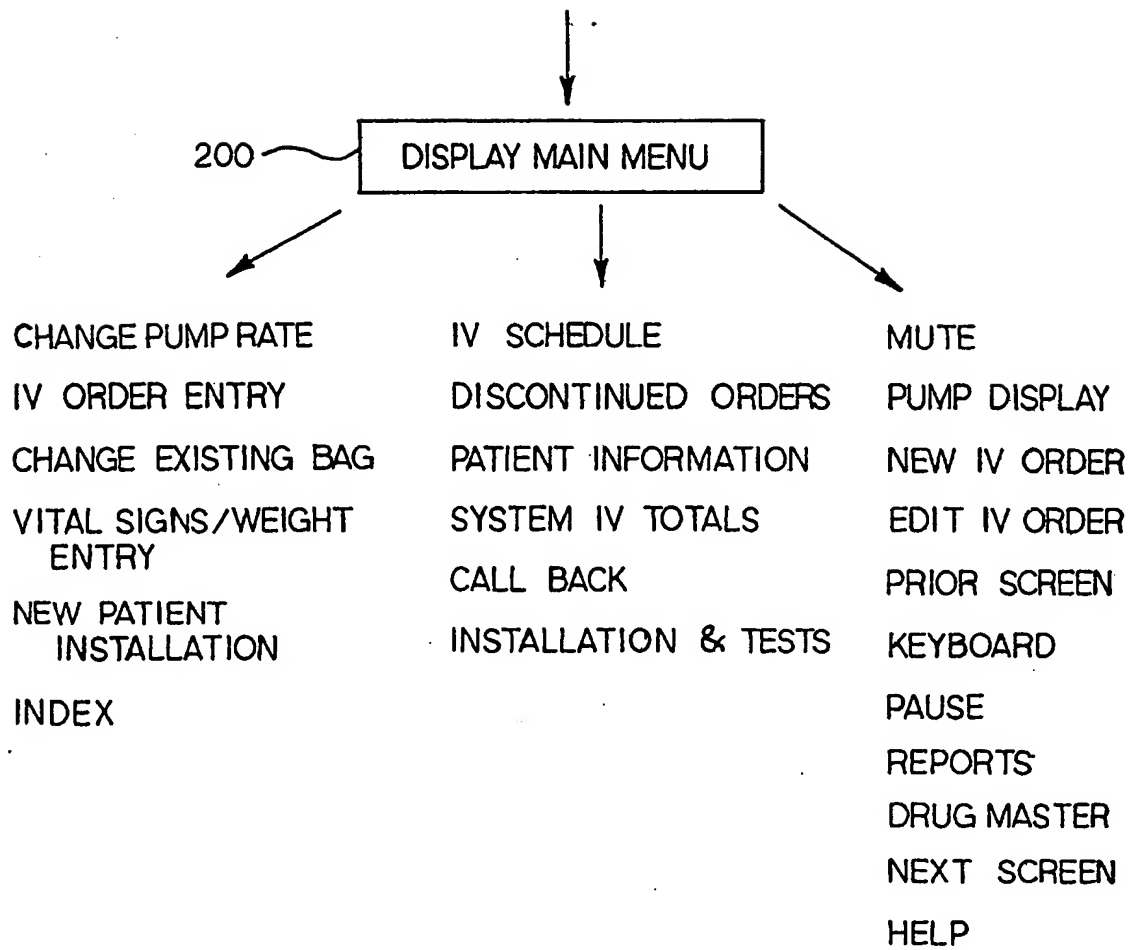 200
DISPLAY MAIN MENU
CHANGE PUMP RATE
IV ORDER ENTRY
CHANGE EXISTING BAG
VITAL SIGNS/WEIGHT
ENTRY
NEW PATIENT
INSTALLATION
INDEX
IV SCHEDULE
DISCONTINUED ORDERS
PATIENT INFORMATION
SYSTEM IV TOTALS
CALL BACK
INSTALLATION & TESTS
MUTE
PUMP DISPLAY
NEW IV ORDER
EDIT IV ORDER
PRIOR SCREEN
KEYBOARD
PAUSE
REPORTS
DRUG MASTER
NEXT SCREEN
HELP